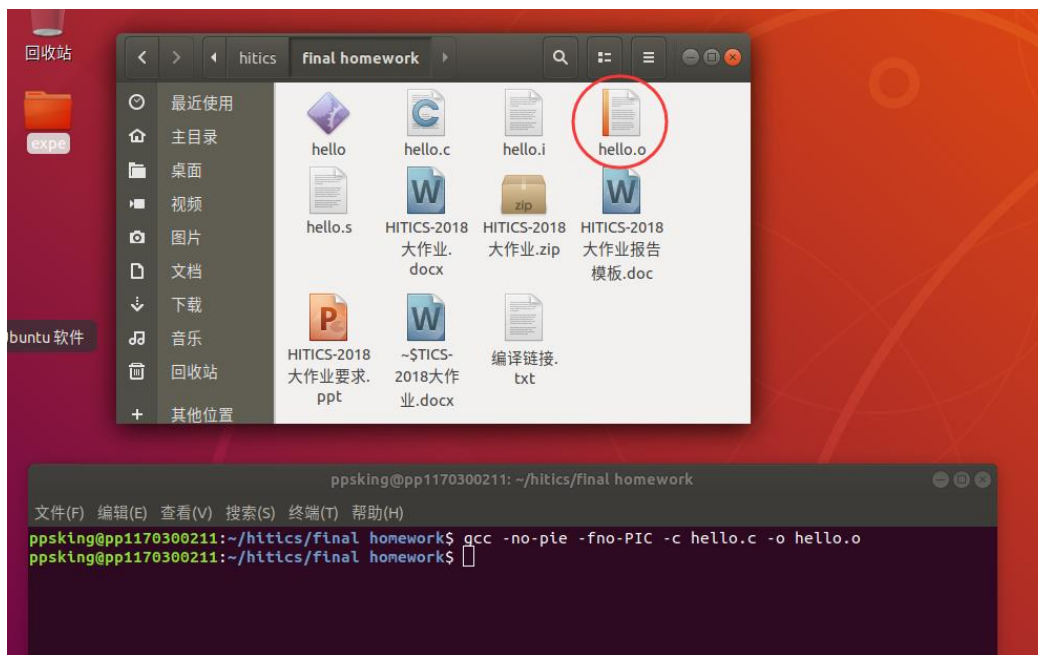 回收站
expe
buntu 软件
hitics
final homework
最近使用
主目录
桌面
视频
图片
文档
下载
音乐
回收站
+ 其他位置
hello
hello.c
hello.i
hello.o
hello.s
HITICS-2018
大作业.
docx
zip
HITICS-2018
大作业.zip
HITICS-2018
大作业报告
模板.doc
HITICS-2018
大作业要求.
ppt
~$TICS-
2018大作
业.docx
编译链接.
txt
ppsking@pp1170300211: ~/hitics/final homework
文件(F) 编辑(E) 查看(V) 搜索(S) 终端(T) 帮助(H)
ppsking@pp1170300211:~/hitics/final homework$ gcc -no-pie -fno-PIC -c hello.c -o hello.o
ppsking@pp1170300211:~/hitics/final homework$